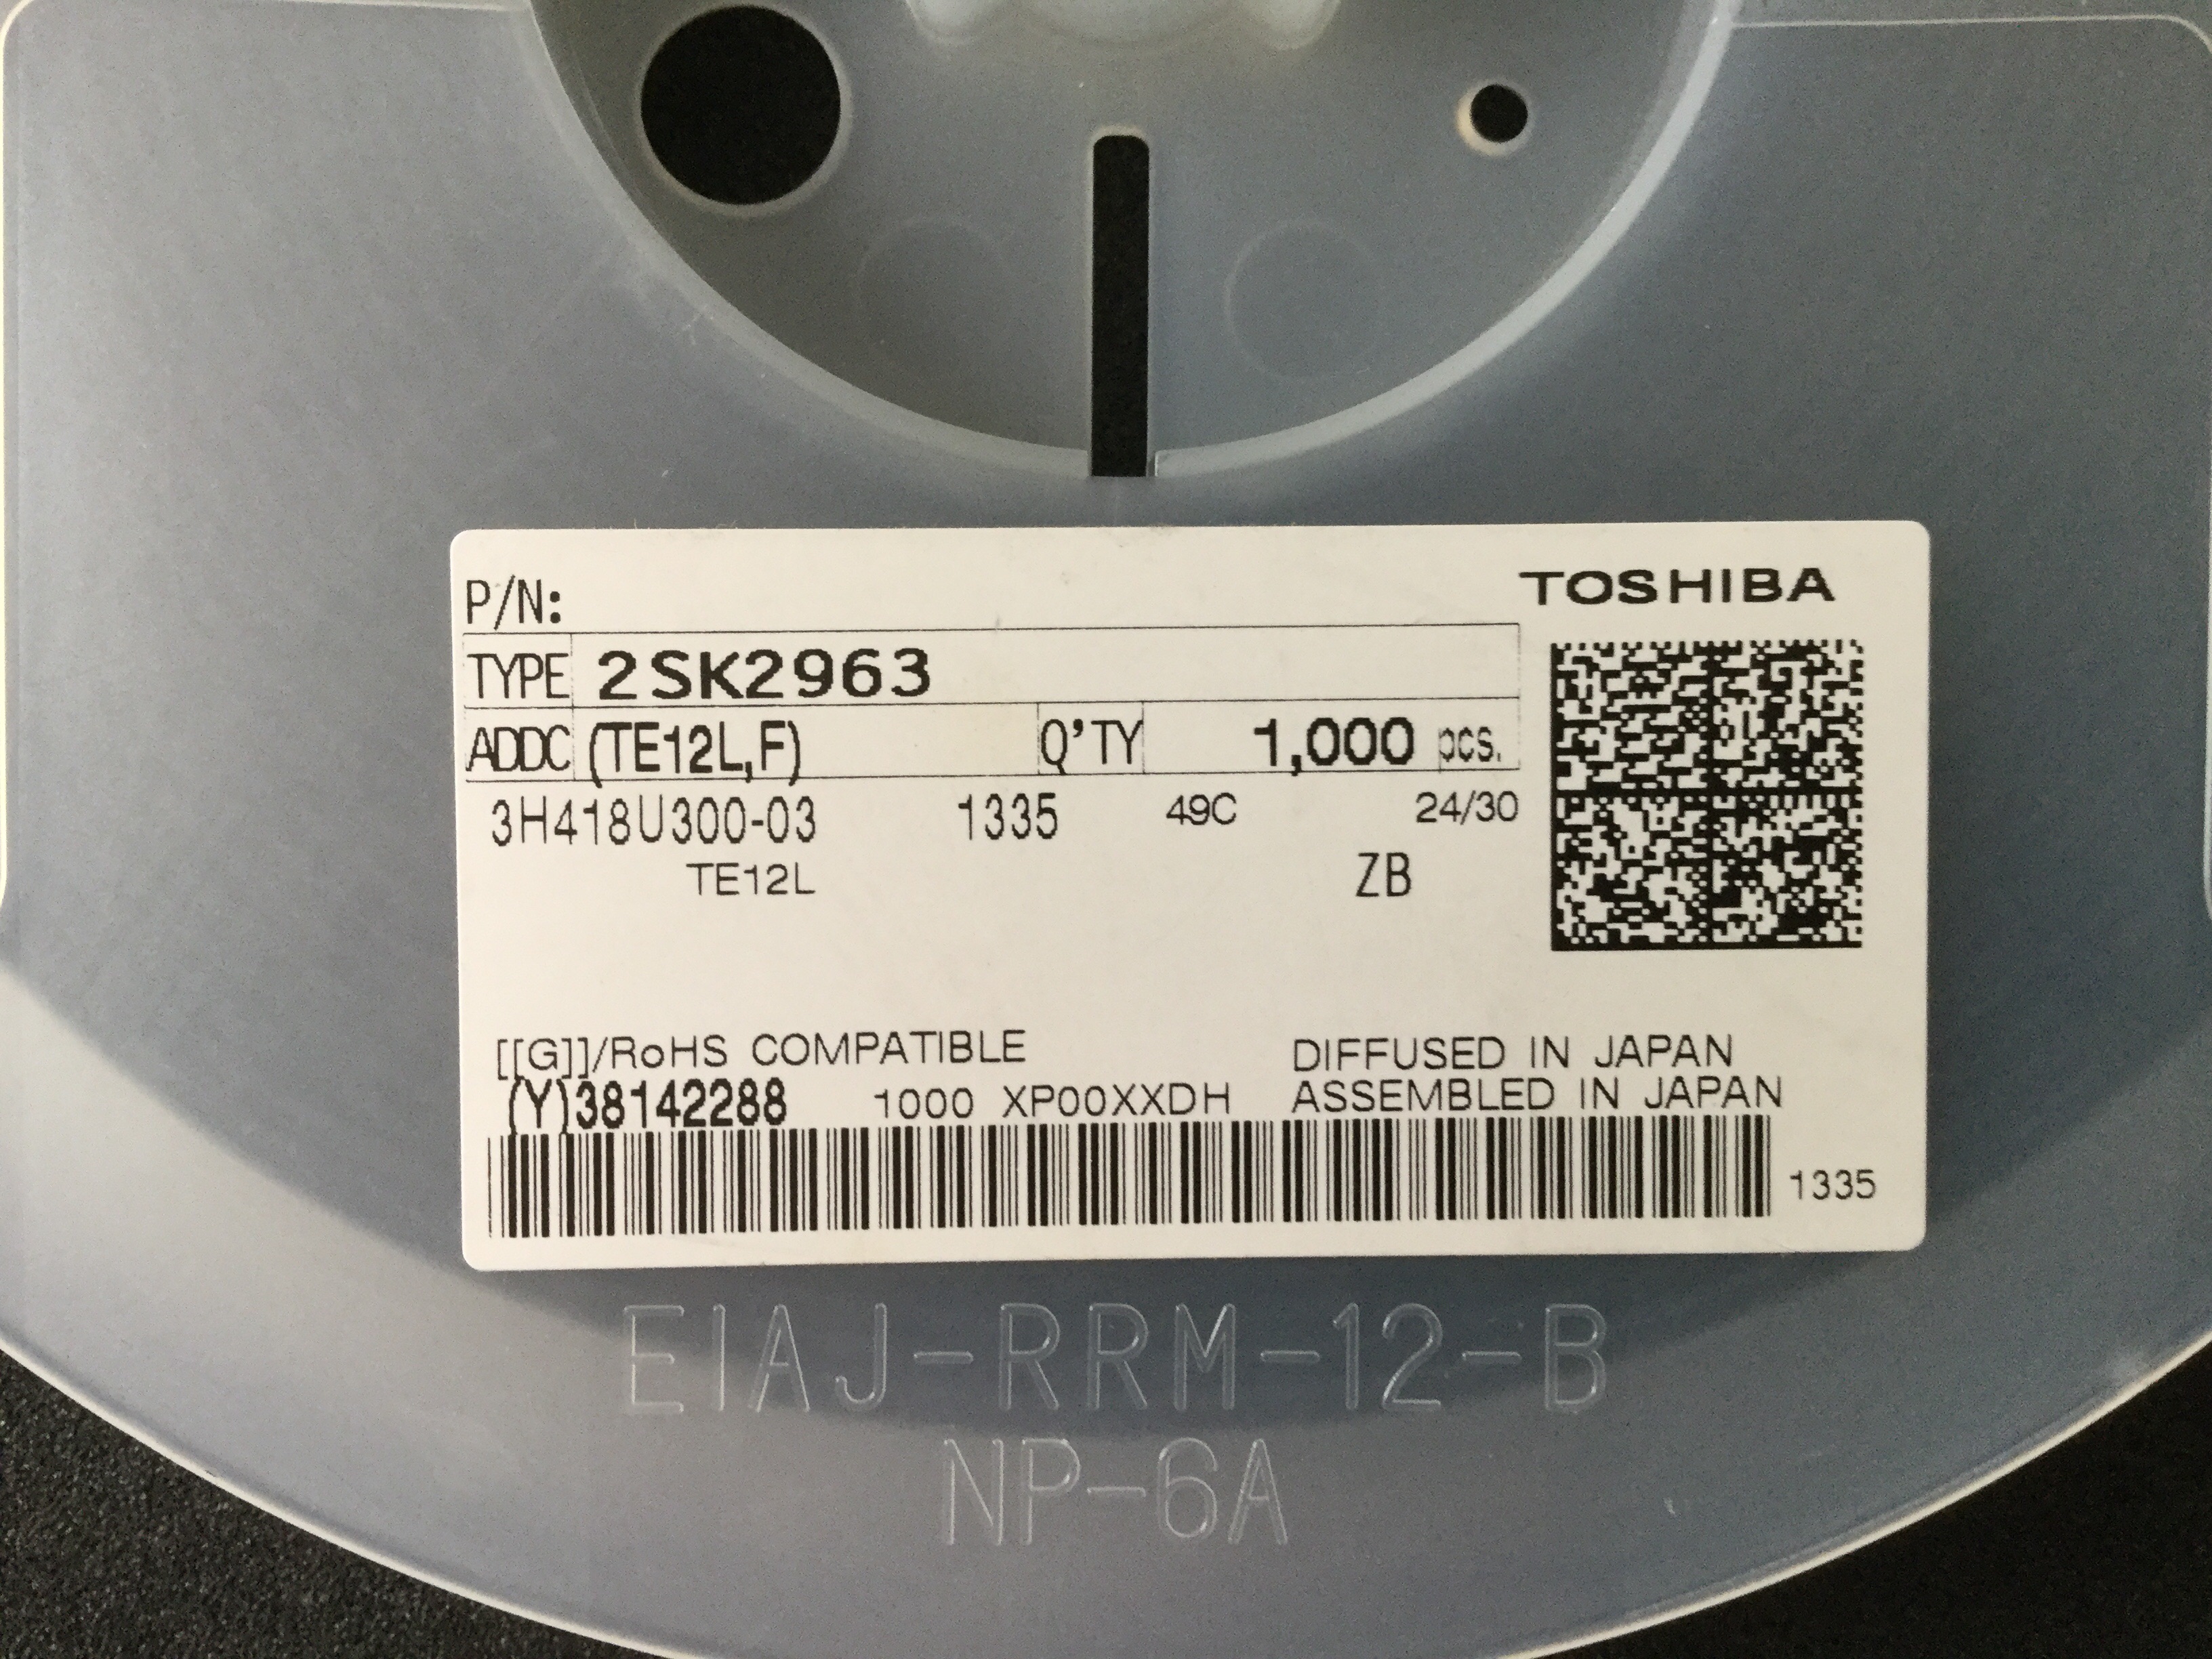 TOSHIBA
P/N:
TYPE 2SK2963
ADDC (TE12L,F) Q'TY 1,000 pcs.
3H418U300-03 1335 49C 24/30
TE12L ZB
[[G]]/RoHS COMPATIBLE DIFFUSED IN JAPAN
(Y)38142288 1000 XP00XXDH ASSEMBLED IN JAPAN
1335
EIAJ-RRM-12-B
NP-6A